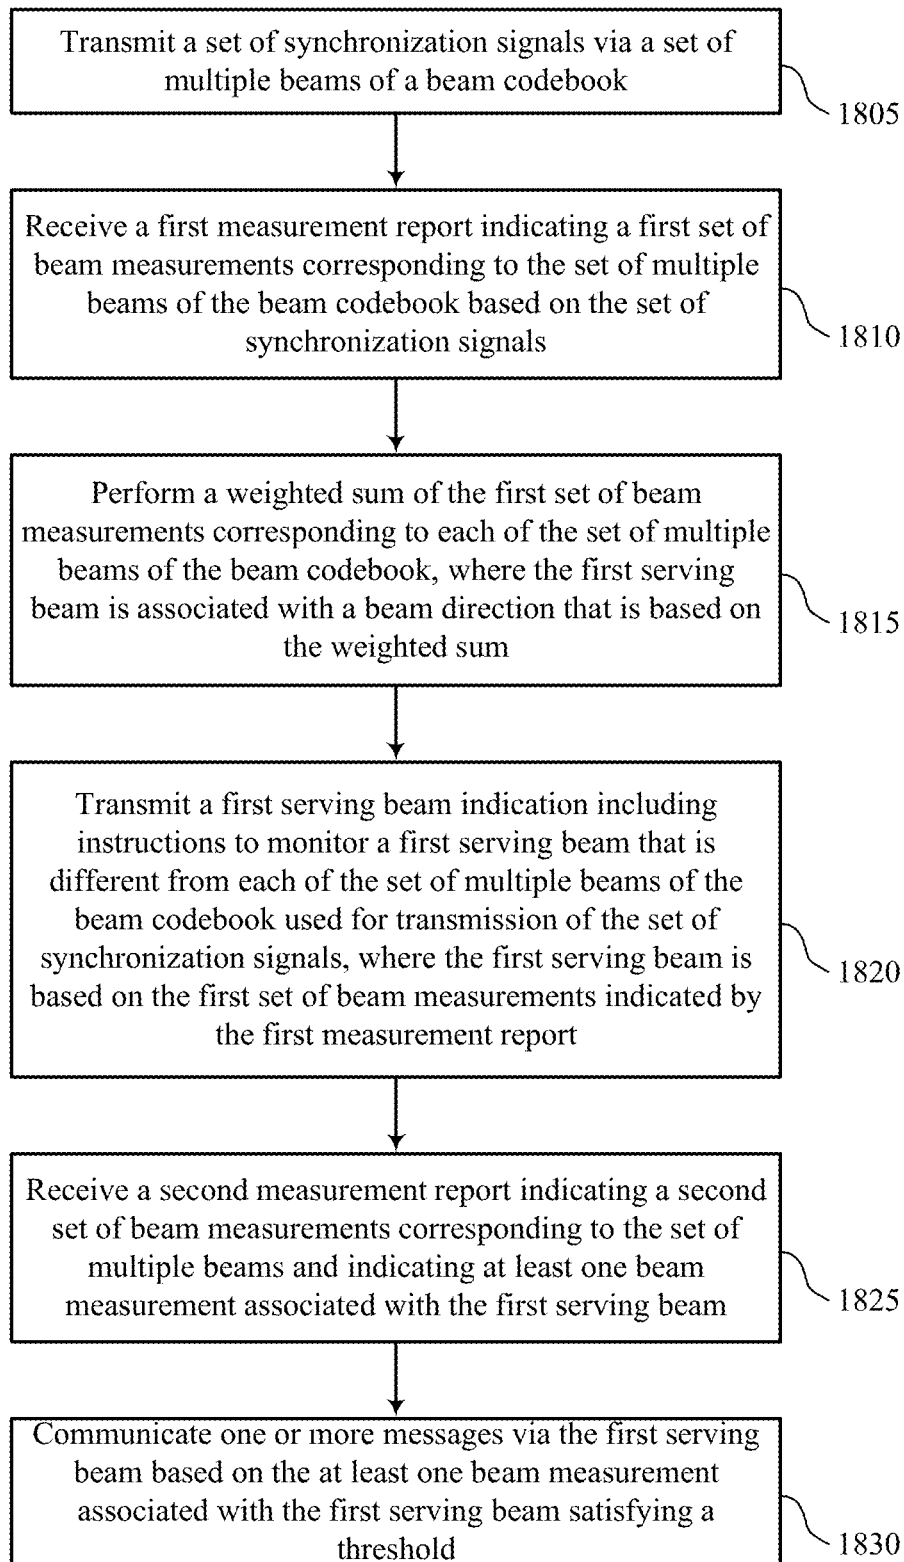 Transmit a set of synchronization signals via a set of
multiple beams of a beam codebook
1805
Receive a first measurement report indicating a first set of
beam measurements corresponding to the set of multiple
beams of the beam codebook based on the set of
synchronization signals
1810
Perform a weighted sum of the first set of beam
measurements corresponding to each of the set of multiple
beams of the beam codebook, where the first serving
beam is associated with a beam direction that is based on
the weighted sum
1815
Transmit a first serving beam indication including
instructions to monitor a first serving beam that is
different from each of the set of multiple beams of the
beam codebook used for transmission of the set of
synchronization signals, where the first serving beam is
based on the first set of beam measurements indicated by
the first measurement report
1820
Receive a second measurement report indicating a second
set of beam measurements corresponding to the set of
multiple beams and indicating at least one beam
measurement associated with the first serving beam
1825
Communicate one or more messages via the first serving
beam based on the at least one beam measurement
associated with the first serving beam satisfying a
threshold
1830